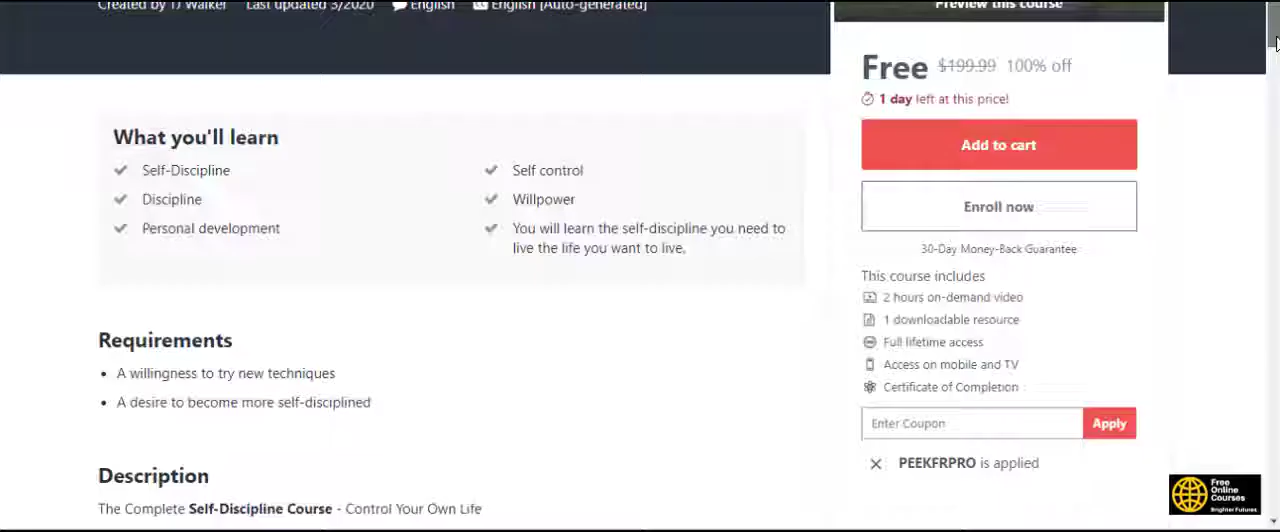 Created by TJ Walker Last updated 3/2020 English English [Auto-generated]
Preview this course
What you'll learn
Self-Discipline
Discipline
Personal development
Self control
Willpower
You will learn the self-discipline you need to
live the life you want to live.
Requirements
A willingness to try new techniques
A desire to become more self-disciplined
Description
The Complete Self-Discipline Course - Control Your Own Life
Free $199.99 100% off
1 day left at this price!
Add to cart
Enroll now
30-Day Money-Back Guarantee
This course includes
2 hours on-demand video
1 downloadable resource
Full lifetime access
Access on mobile and TV
Certificate of Completion
Enter Coupon Apply
PEEKFRPRO is applied
Free
Online
Courses
Brighter Futures